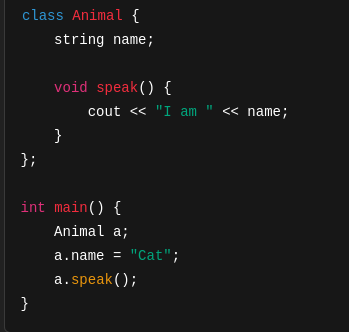 class Animal {
    string name;

    void speak() {
        cout << "I am " << name;
    }
};

int main() {
    Animal a;
    a.name = "Cat";
    a.speak();
}